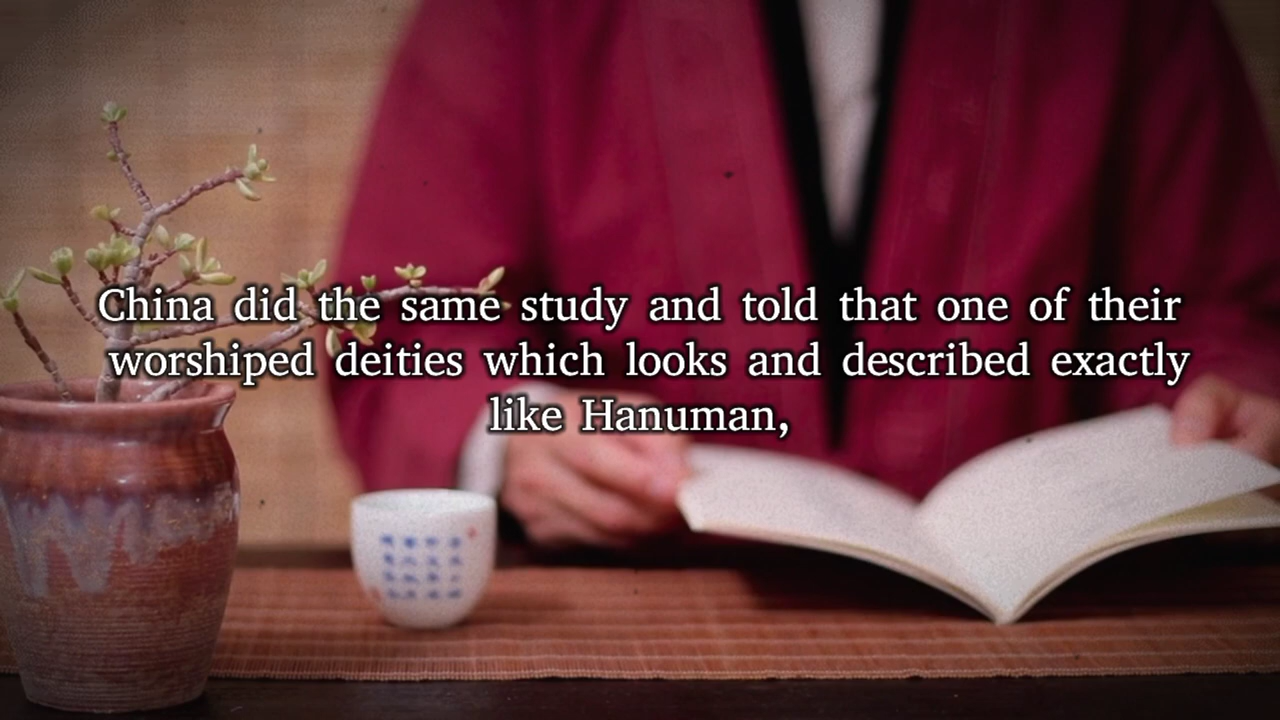 China did the same study and told that one of their
worshiped deities which looks and described exactly
like Hanuman,